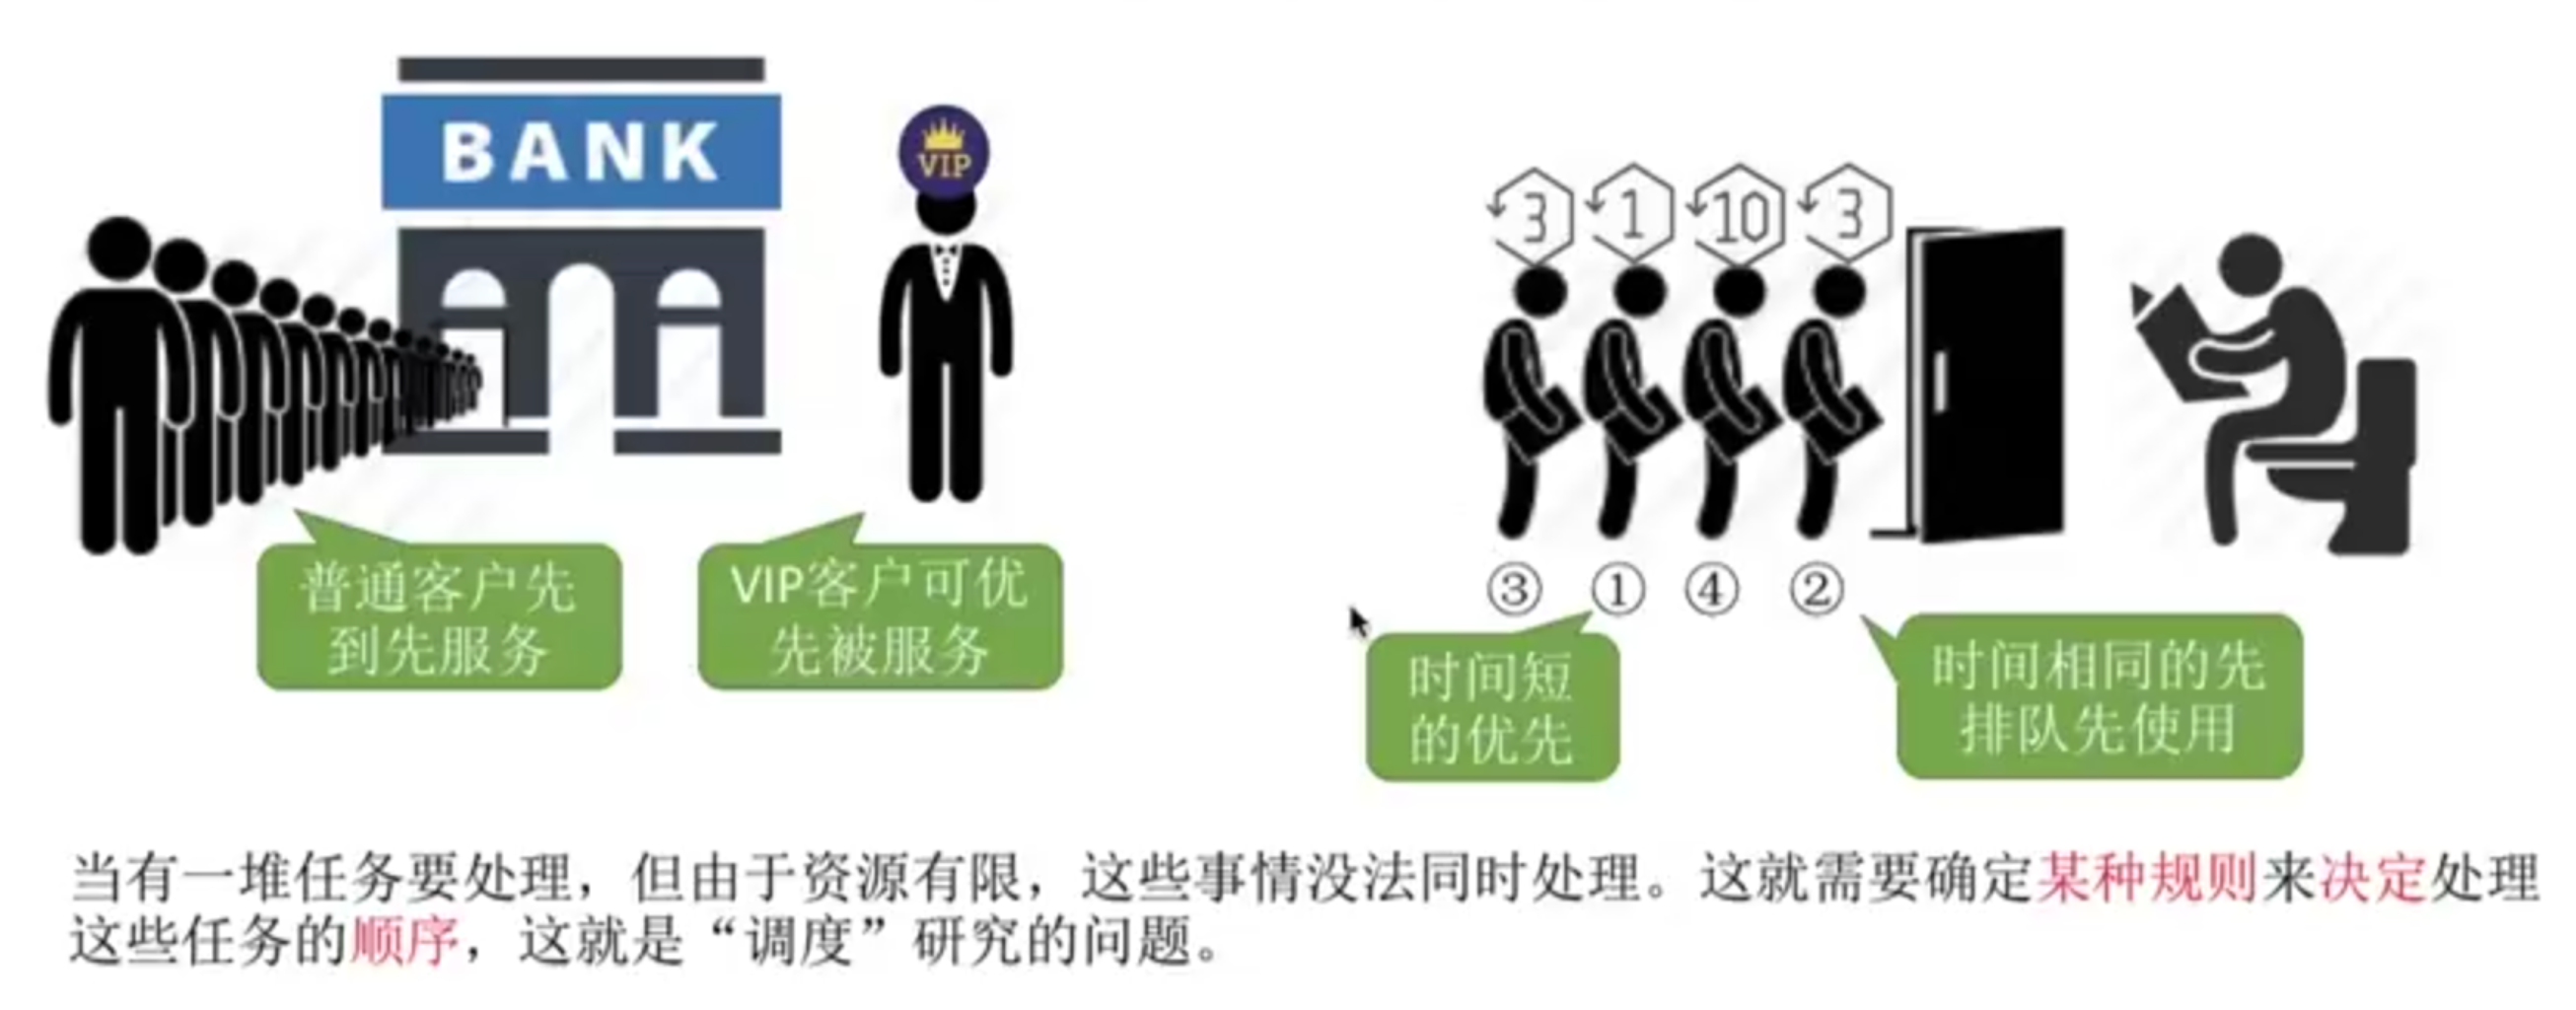 BANK
VIP
3 1 10 3
③ ① ④ ②
普通客户先
到先服务
VIP客户可优
先被服务
时间短
的优先
时间相同的先
排队先使用
当有一堆任务要处理，但由于资源有限，这些事情没法同时处理。这就需要确定某种规则来决定处理
这些任务的顺序，这就是“调度”研究的问题。